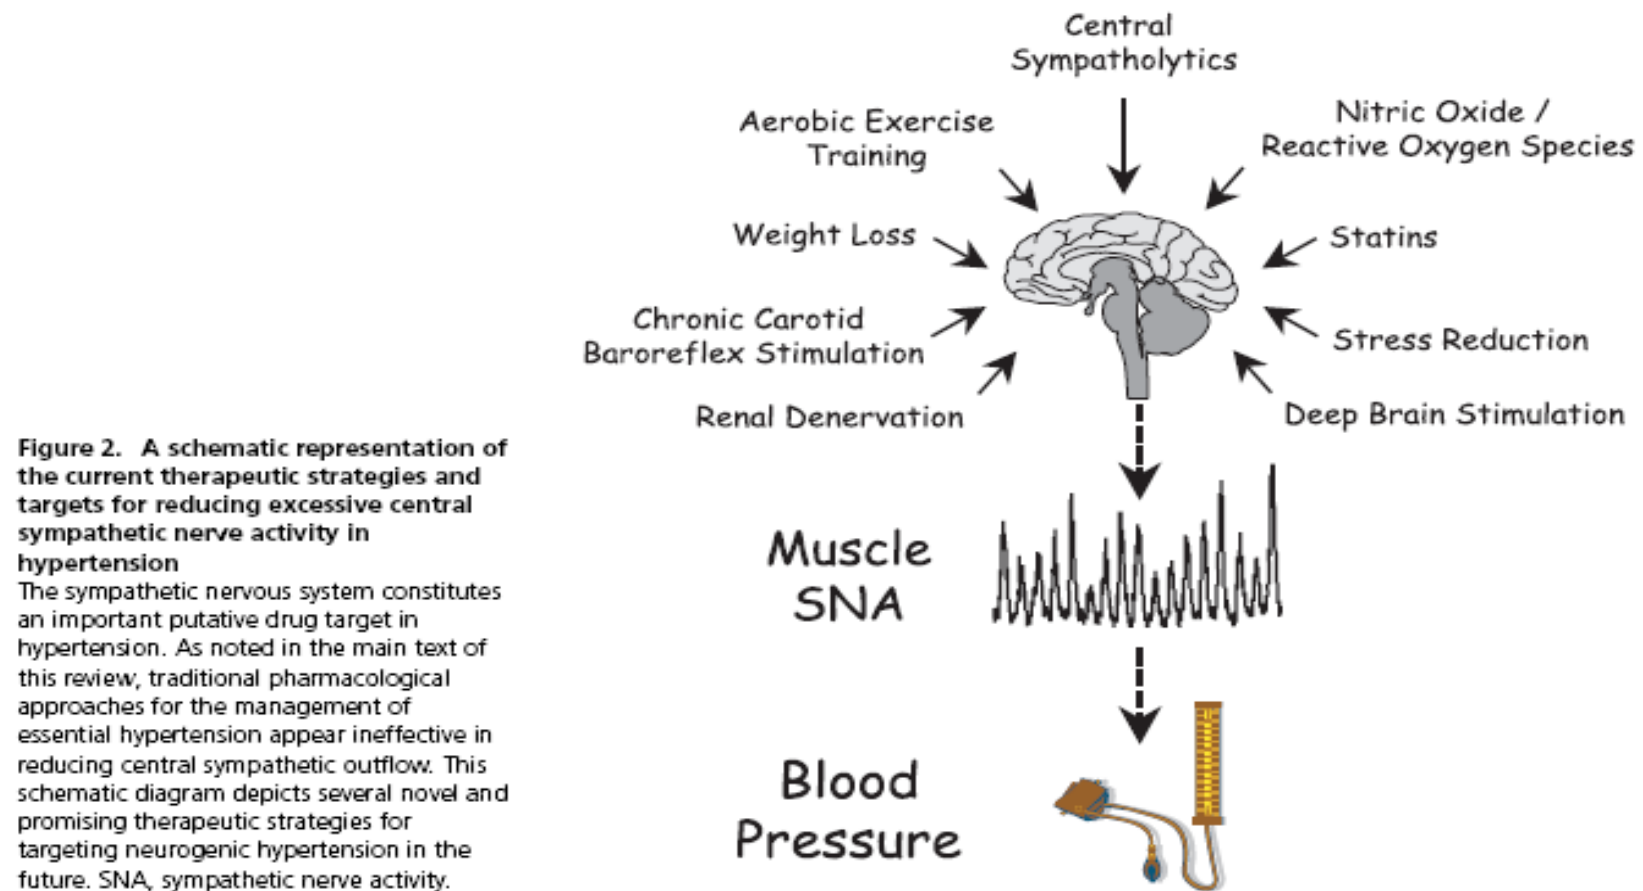 Central
Sympatholytics
Aerobic Exercise
Training
Nitric Oxide /
Reactive Oxygen Species
Weight Loss
Statins
Chronic Carotid
Baroreflex Stimulation
Stress Reduction
Renal Denervation
Deep Brain Stimulation
Muscle
SNA
Blood
Pressure
Figure 2. A schematic representation of
the current therapeutic strategies and
targets for reducing excessive central
sympathetic nerve activity in
hypertension
The sympathetic nervous system constitutes
an important putative drug target in
hypertension. As noted in the main text of
this review, traditional pharmacological
approaches for the management of
essential hypertension appear ineffective in
reducing central sympathetic outflow. This
schematic diagram depicts several novel and
promising therapeutic strategies for
targeting neurogenic hypertension in the
future. SNA, sympathetic nerve activity.